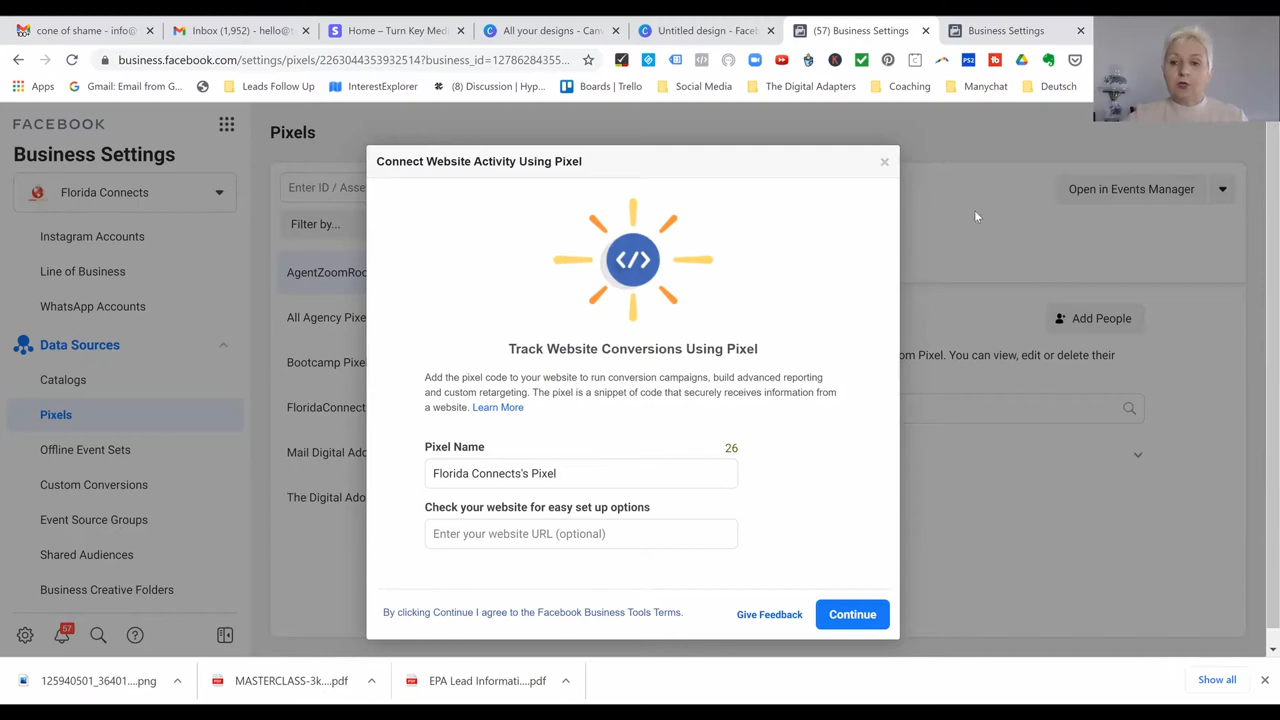 cone of shame - info@
Inbox (1,952) - hello@t
Home – Turn Key Med
All your designs - Can
Untitled design - Face
(57) Business Settings
Business Settings
business.facebook.com/settings/pixels/2263044353932514?business_id=12786284355...
Apps
Gmail: Email from G...
Leads Follow Up
InterestExplorer
(8) Discussion | Hyp...
Boards | Trello
Social Media
The Digital Adapters
Coaching
Manychat
Deutsch
FACEBOOK
Business Settings
Florida Connects
Instagram Accounts
Line of Business
WhatsApp Accounts
Data Sources
Catalogs
Pixels
Offline Event Sets
Custom Conversions
Event Source Groups
Shared Audiences
Business Creative Folders
57
Pixels
Enter ID / Asse
Filter by...
AgentZoomRoo
All Agency Pixe
Bootcamp Pixe
FloridaConnect
Mail Digital Ado
The Digital Ado
Open in Events Manager
Add People
om Pixel. You can view, edit or delete their
Connect Website Activity Using Pixel
Track Website Conversions Using Pixel
Add the pixel code to your website to run conversion campaigns, build advanced reporting
and custom retargeting. The pixel is a snippet of code that securely receives information from
a website. Learn More
Pixel Name
26
Florida Connects's Pixel
Check your website for easy set up options
Enter your website URL (optional)
By clicking Continue I agree to the Facebook Business Tools Terms.
Give Feedback
Continue
125940501_36401....png
MASTERCLASS-3k....pdf
EPA Lead Informati....pdf
Show all